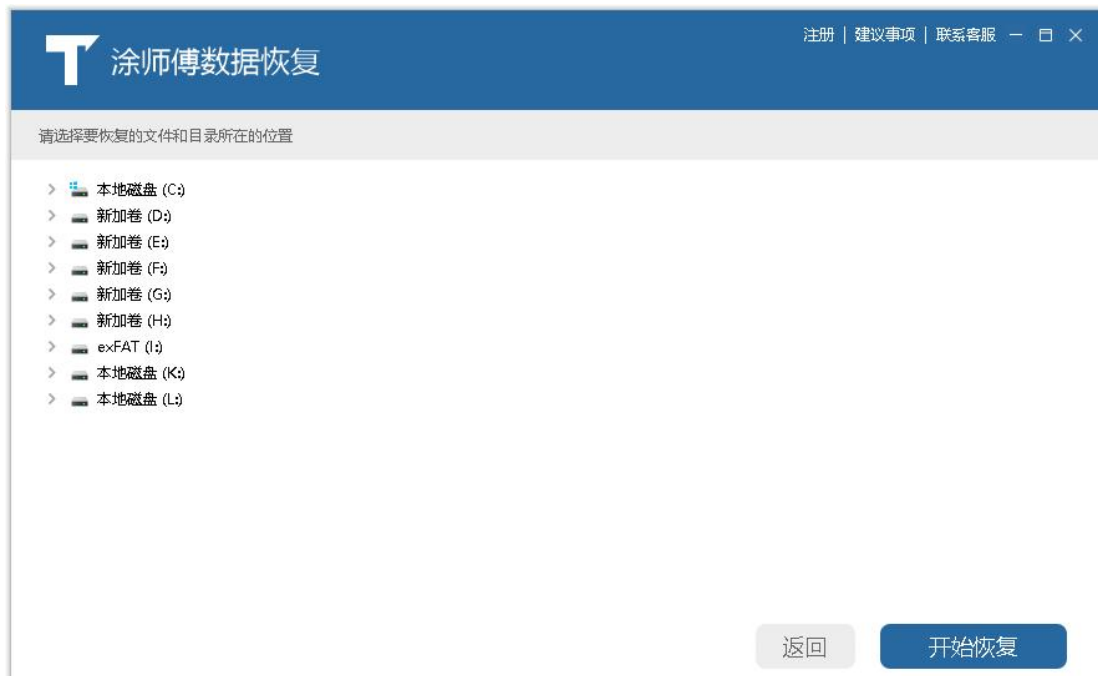 注册 | 建议事项 | 联系客服
涂师傅数据恢复
请选择要恢复的文件和目录所在的位置
本地磁盘 (C:)
新加卷 (D:)
新加卷 (E:)
新加卷 (F:)
新加卷 (G:)
新加卷 (H:)
exFAT (I:)
本地磁盘 (K:)
本地磁盘 (L:)
返回
开始恢复